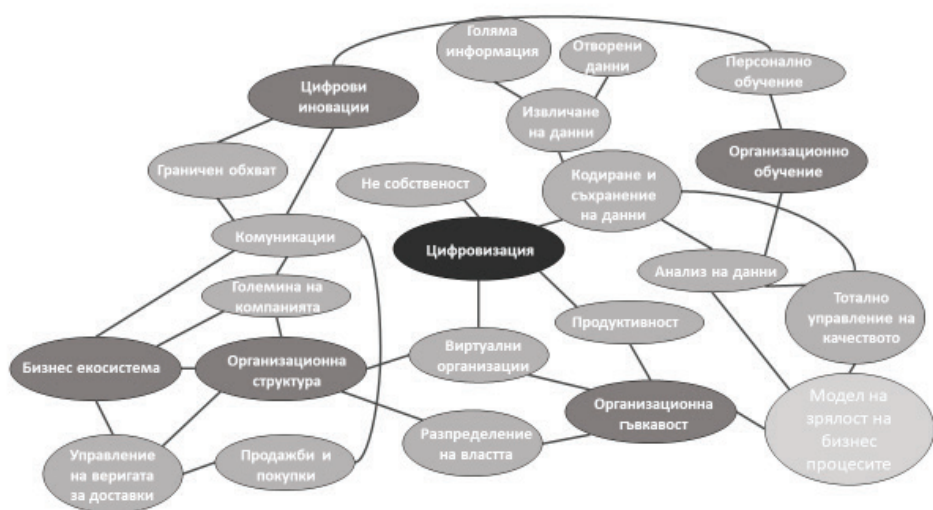 Голяма
информация
Отворени
данни
Персонално
обучение
Цифрови
иновации
Извличане
на данни
Граничен обхват
Организационно
обучение
Не собственост
Кодиране и
съхранение
на данни
Комуникации
Цифровизация
Анализ на данни
Големина на
компанията
Тотално
управление на
качеството
Продуктивност
Бизнес екосистема
Организационна
структура
Виртуални
организации
Организационна
гъвкавост
Модел на
зрялост на
бизнес
процесите
Разпределение
на властта
Управление
на веригата
за доставки
Продажби и
покупки